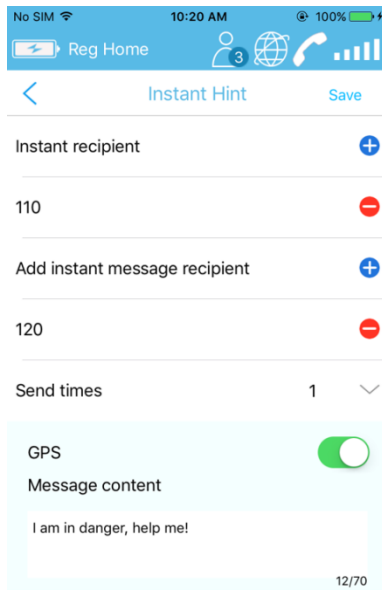 No SIM 10:20 AM 100%
Reg Home 3
Instant Hint Save
Instant recipient
110
Add instant message recipient
120
Send times 1
GPS
Message content
I am in danger, help me!
12/70